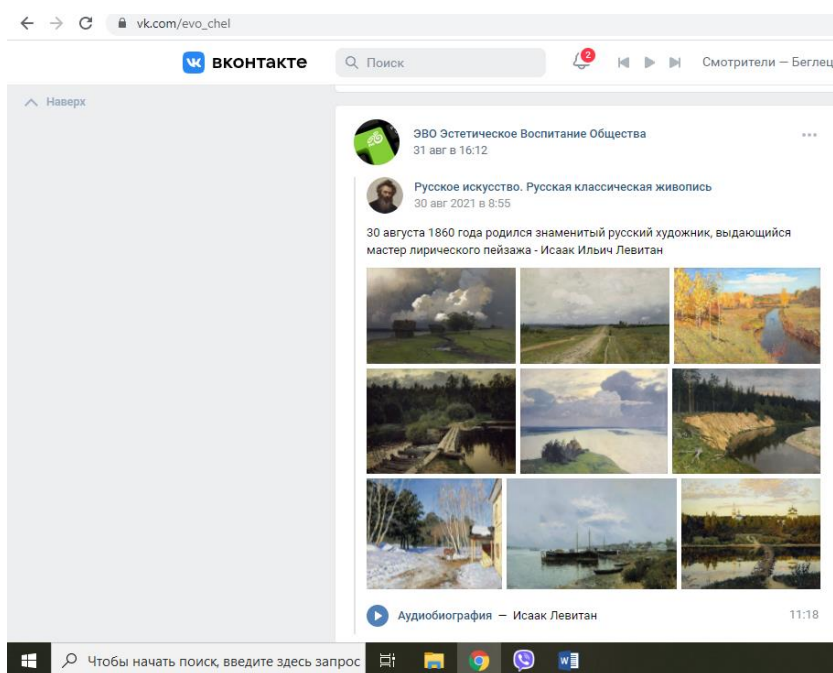 vk.com/evo_chel
вконтакте
Поиск
2
Смотрители — Беглец
Наверх
ЭВО Эстетическое Воспитание Общества
31 авг в 16:12
Русское искусство. Русская классическая живопись
30 авг 2021 в 8:55
30 августа 1860 года родился знаменитый русский художник, выдающийся
мастер лирического пейзажа - Исаак Ильич Левитан
Аудиобиография — Исаак Левитан
11:18
Чтобы начать поиск, введите здесь запрос